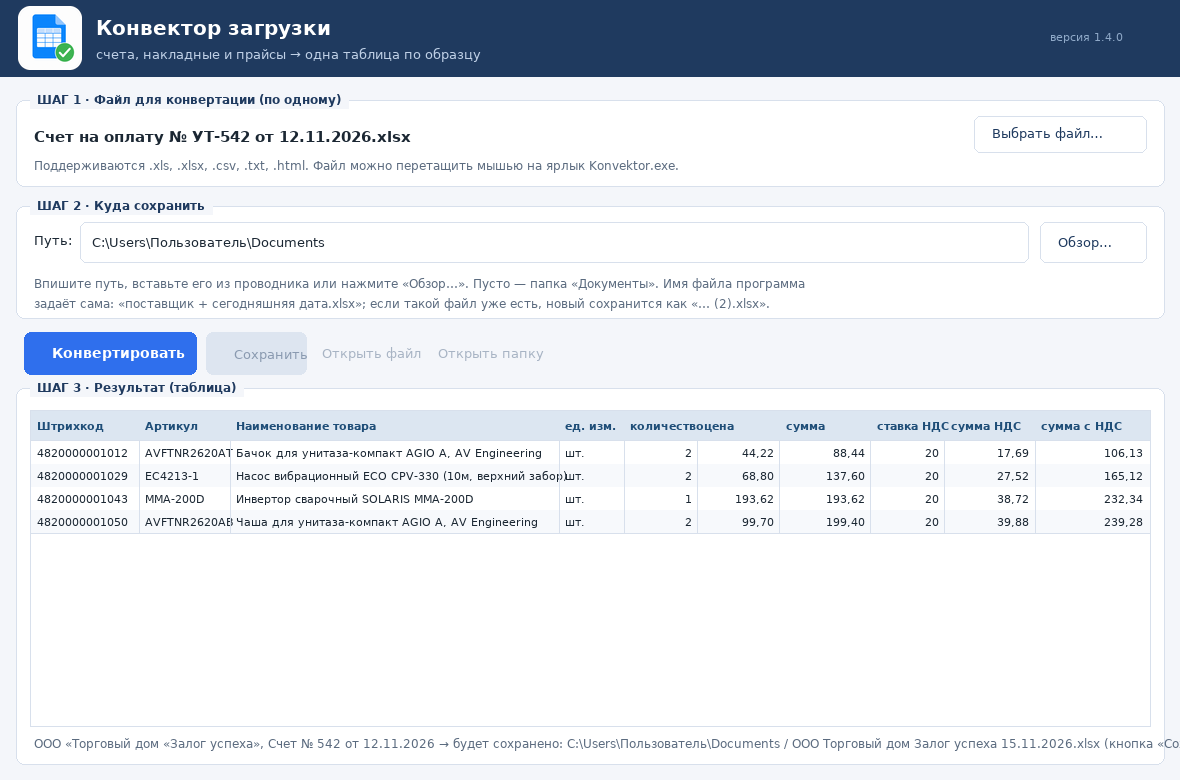 Конвектор загрузки
счета, накладные и прайсы → одна таблица по образцу
версия 1.4.0
ШАГ 1 · Файл для конвертации (по одному)
Счет на оплату № УТ-542 от 12.11.2026.xlsx
Выбрать файл...
Поддерживаются .xls, .xlsx, .csv, .txt, .html. Файл можно перетащить мышью на ярлык Konvektor.exe.
ШАГ 2 · Куда сохранить
Путь: C:\Users\Пользователь\Documents Обзор...
Впишите путь, вставьте его из проводника или нажмите «Обзор...». Пусто — папка «Документы». Имя файла программа
задаёт сама: «поставщик + сегодняшняя дата.xlsx»; если такой файл уже есть, новый сохранится как «... (2).xlsx».
Конвертировать Сохранить Открыть файл Открыть папку
ШАГ 3 · Результат (таблица)
Штрихкод Артикул Наименование товара ед. изм. количество цена сумма ставка НДС сумма НДС сумма с НДС
4820000001012 AVFTNR2620AT Бачок для унитаза-компакт AGIO A, AV Engineering шт. 2 44,22 88,44 20 17,69 106,13
4820000001029 EC4213-1 Насос вибрационный ECO CPV-330 (10м, верхний забор) шт. 2 68,80 137,60 20 27,52 165,12
4820000001043 MMA-200D Инвертор сварочный SOLARIS MMA-200D шт. 1 193,62 193,62 20 38,72 232,34
4820000001050 AVFTNR2620AB Чаша для унитаза-компакт AGIO A, AV Engineering шт. 2 99,70 199,40 20 39,88 239,28
ООО «Торговый дом «Залог успеха», Счет № 542 от 12.11.2026 → будет сохранено: C:\Users\Пользователь\Documents / ООО Торговый дом Залог успеха 15.11.2026.xlsx (кнопка «Со